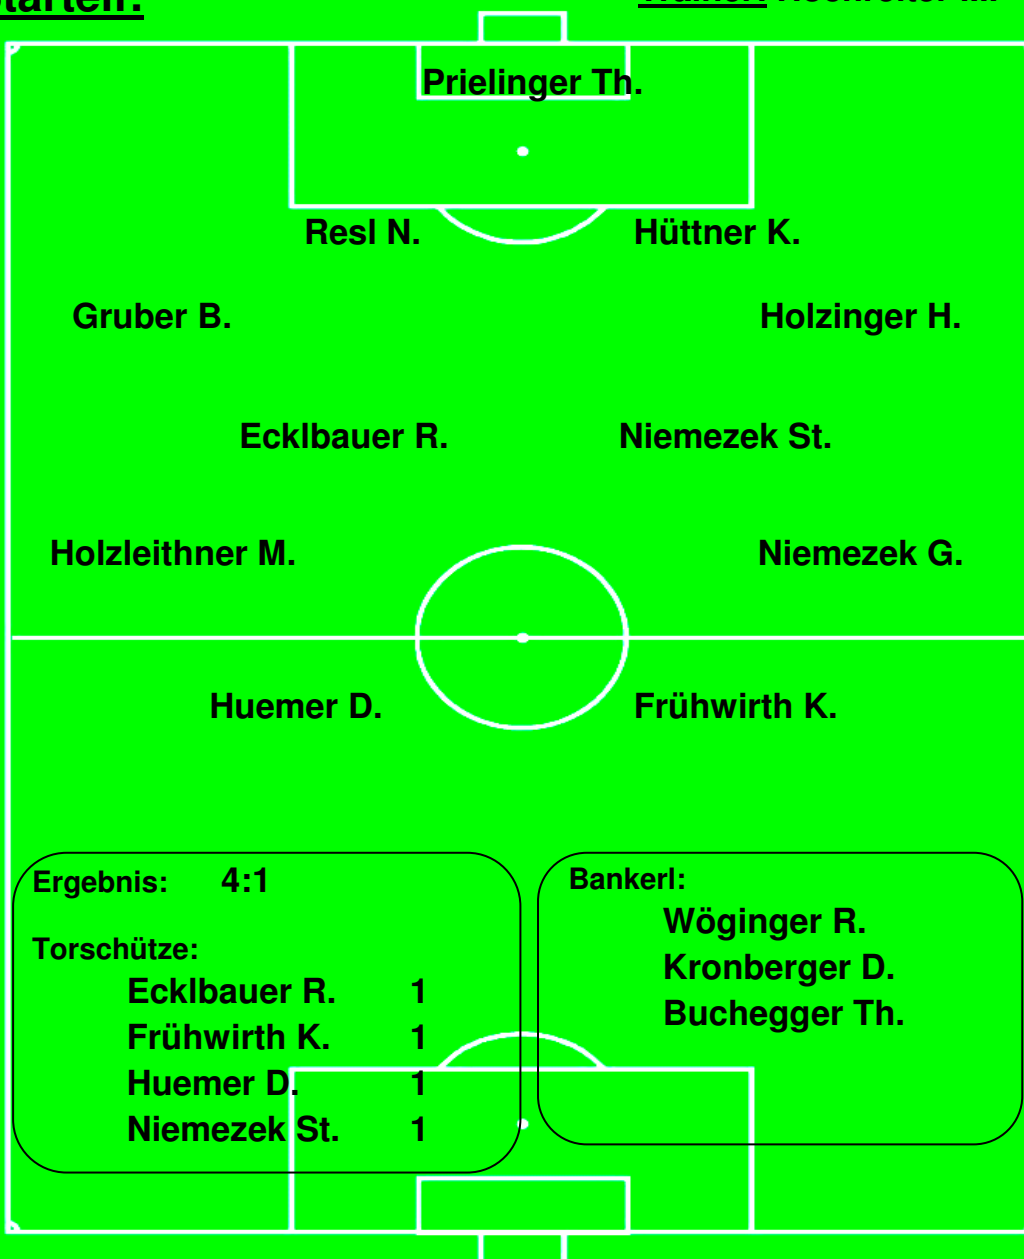 Prielinger Th.
Resl N. Hüttner K.
Gruber B. Holzinger H.
Ecklbauer R. Niemezek St.
Holzleithner M. Niemezek G.
Huemer D. Frühwirth K.
Ergebnis: 4:1
Torschütze:
Ecklbauer R. 1
Frühwirth K. 1
Huemer D. 1
Niemezek St. 1
Bankerl:
Wöginger R.
Kronberger D.
Buchegger Th.